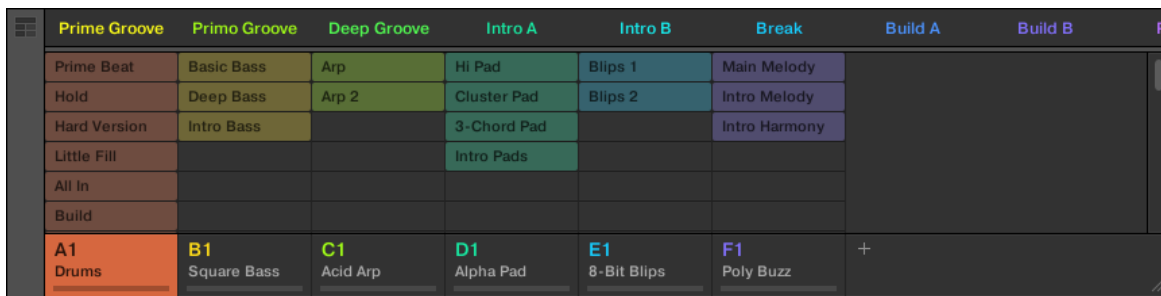 Prime Groove Primo Groove Deep Groove Intro A Intro B Break Build A Build B
Prime Beat Basic Bass Arp Hi Pad Blips 1 Main Melody
Hold Deep Bass Arp 2 Cluster Pad Blips 2 Intro Melody
Hard Version Intro Bass 3-Chord Pad Intro Harmony
Little Fill Intro Pads
All In
Build
A1 B1 C1 D1 E1 F1 +
Drums Square Bass Acid Arp Alpha Pad 8-Bit Blips Poly Buzz